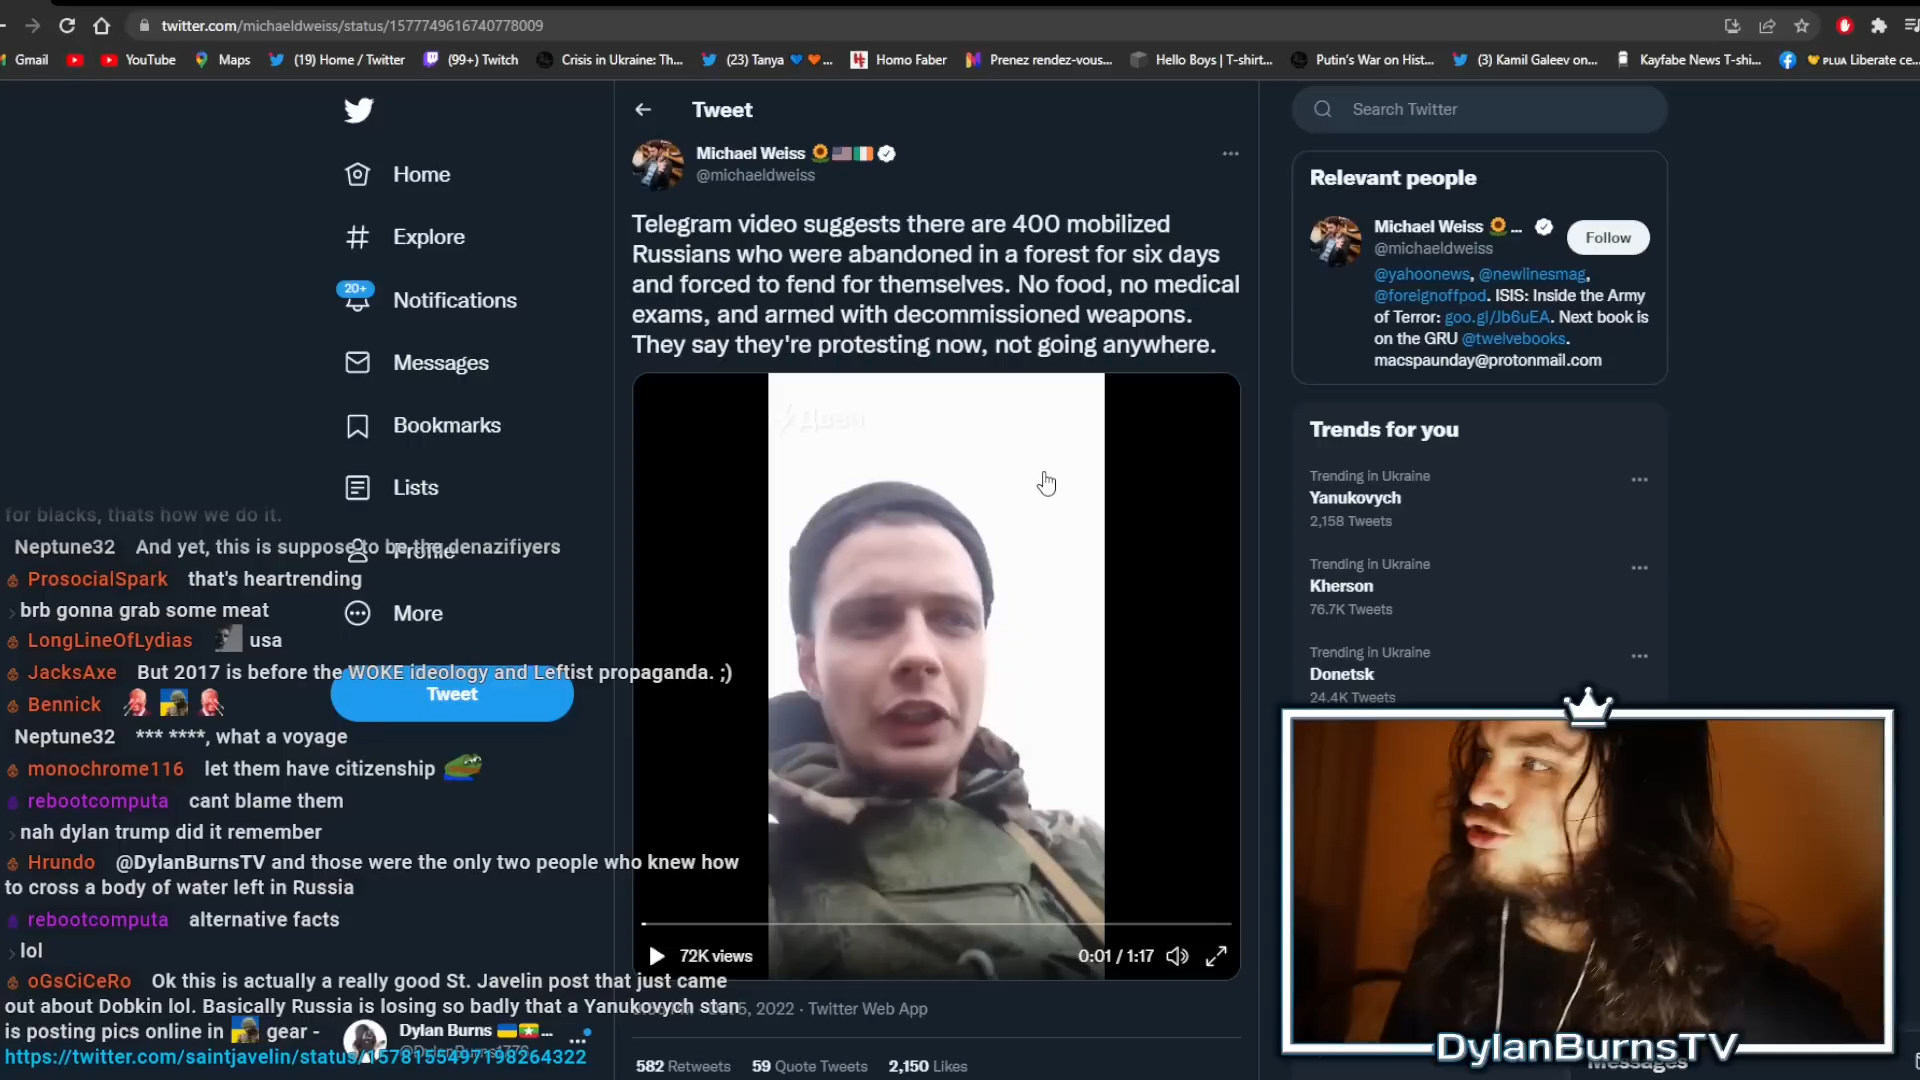 twitter.com/michaeldweiss/status/1577749616740778009
Gmail
YouTube
Maps
(19) Home / Twitter
(99+) Twitch
Crisis in Ukraine: Th...
(23) Tanya 💙🧡...
Homo Faber
Prenez rendez-vous...
Hello Boys | T-shirt...
Putin's War on Hist...
(3) Kamil Galeev on...
Kayfabe News T-shi...
PLUA Liberate ce...
Home
Explore
20+
Notifications
Messages
Bookmarks
Lists
Profile
More
Tweet
Dylan Burns 🇺🇦🇲🇲...
Tweet
Michael Weiss 🌻🇺🇸🇮🇪
@michaeldweiss
Telegram video suggests there are 400 mobilized
Russians who were abandoned in a forest for six days
and forced to fend for themselves. No food, no medical
exams, and armed with decommissioned weapons.
They say they're protesting now, not going anywhere.
72K views
0:01 / 1:17
5, 2022 · Twitter Web App
582 Retweets 59 Quote Tweets 2,150 Likes
Search Twitter
Relevant people
Michael Weiss 🌻...
@michaeldweiss
Follow
@yahoonews, @newlinesmag,
@foreignoffpod. ISIS: Inside the Army
of Terror: goo.gl/Jb6uEA. Next book is
on the GRU @twelvebooks.
macspaunday@protonmail.com
Trends for you
Trending in Ukraine
Yanukovych
2,158 Tweets
Trending in Ukraine
Kherson
76.7K Tweets
Trending in Ukraine
Donetsk
24.4K Tweets
for blacks, thats how we do it.
Neptune32 And yet, this is suppose to be the denazifiyers
ProsocialSpark that's heartrending
brb gonna grab some meat
LongLineOfLydias usa
JacksAxe But 2017 is before the WOKE ideology and Leftist propaganda. ;)
Bennick
Neptune32 *** ****, what a voyage
monochrome116 let them have citizenship
rebootcomputa cant blame them
nah dylan trump did it remember
Hrundo @DylanBurnsTV and those were the only two people who knew how
to cross a body of water left in Russia
rebootcomputa alternative facts
lol
oGsCiCeRo Ok this is actually a really good St. Javelin post that just came
out about Dobkin lol. Basically Russia is losing so badly that a Yanukovych stan
is posting pics online in gear -
https://twitter.com/saintjavelin/status/1578155497198264322
DylanBurnsTV
Messages